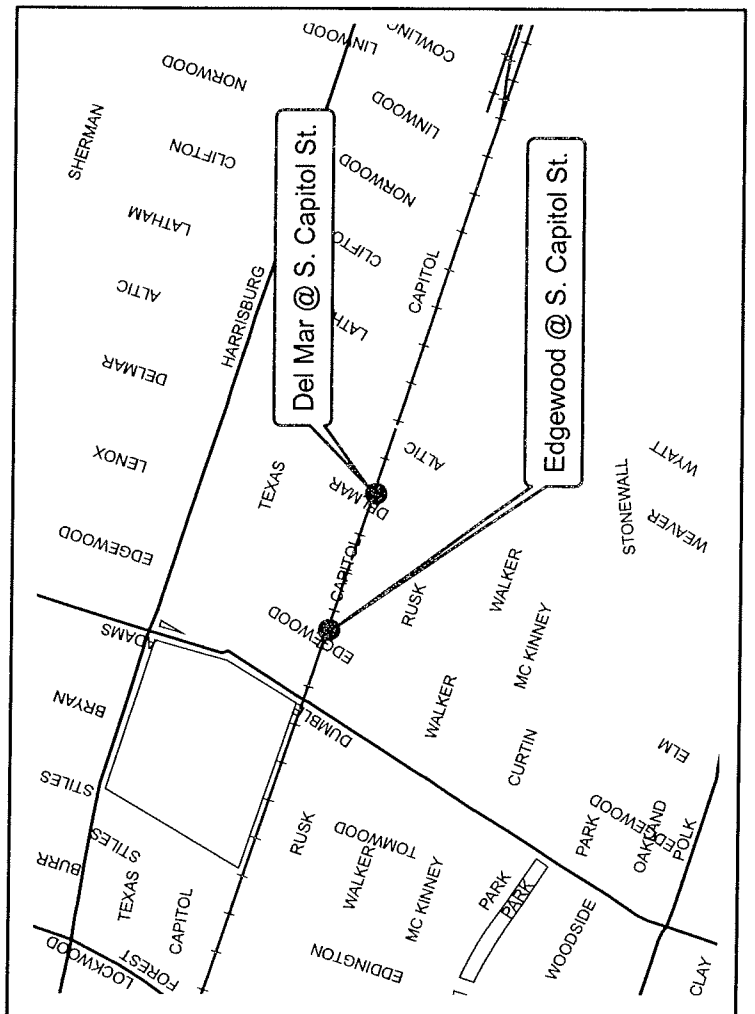 SHERMAN
NORWOOD
LINWOOD
COWLING
CLIFTON
LINWOOD
LATHAM
NORWOOD
ALTIC
HARRISBURG
CLIFTO
CAPITOL
DELMAR
LATH
Del Mar @ S. Capitol St.
Edgewood @ S. Capitol St.
LENOX
TEXAS
DELMAR
ALTIC
WYATT
EDGEWOOD
CAPITOL
STONEWALL
WEAVER
EDGEWOOD
RUSK
WALKER
ADAMS
MC KINNEY
BRYAN
DUMBLE
WALKER
CURTIN
ELM
STILES
STILES
RUSK
TOMWOOD
PARK
EDGEWOOD
OAKLAND
POLK
BURR
TEXAS
WALKER
MC KINNEY
PARK
PARK
CAPITOL
WOODSIDE
LOCKWOOD
FOREST
EDDINGTON
1
CLAY